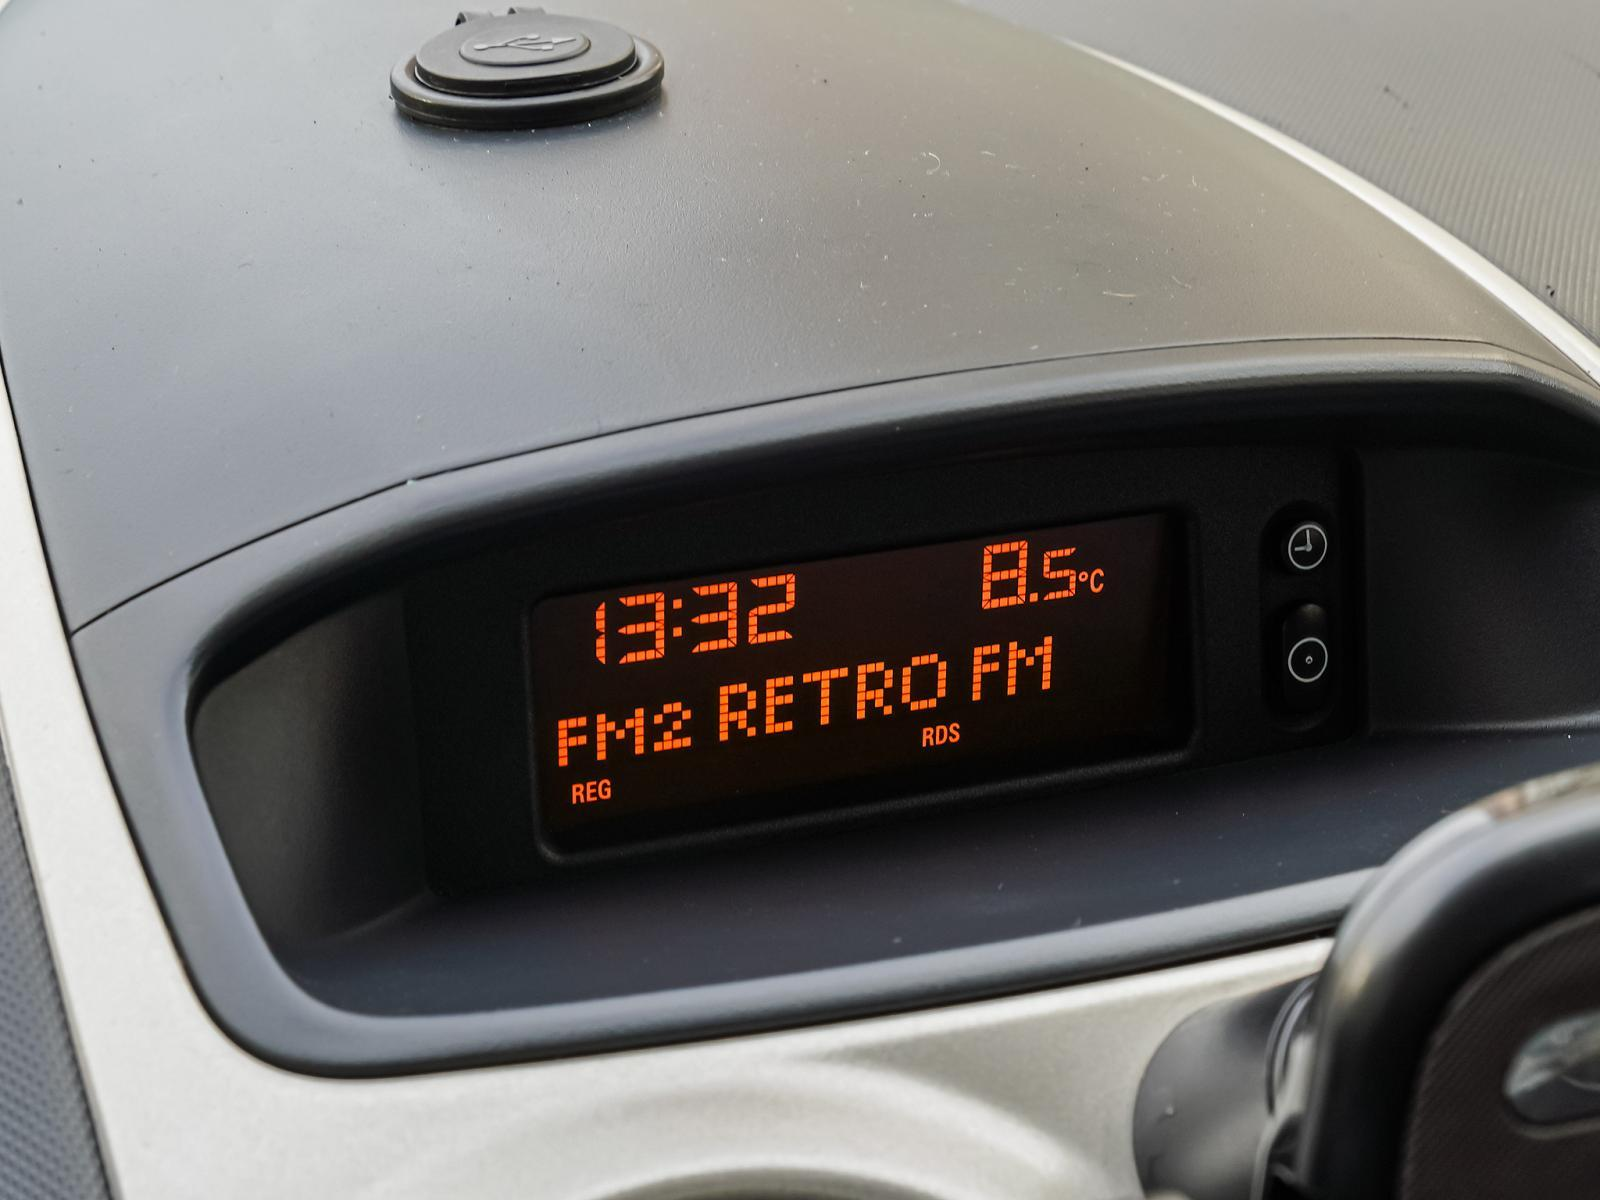 13:32 8.5°C
FM2 RETRO FM
RDS
REG